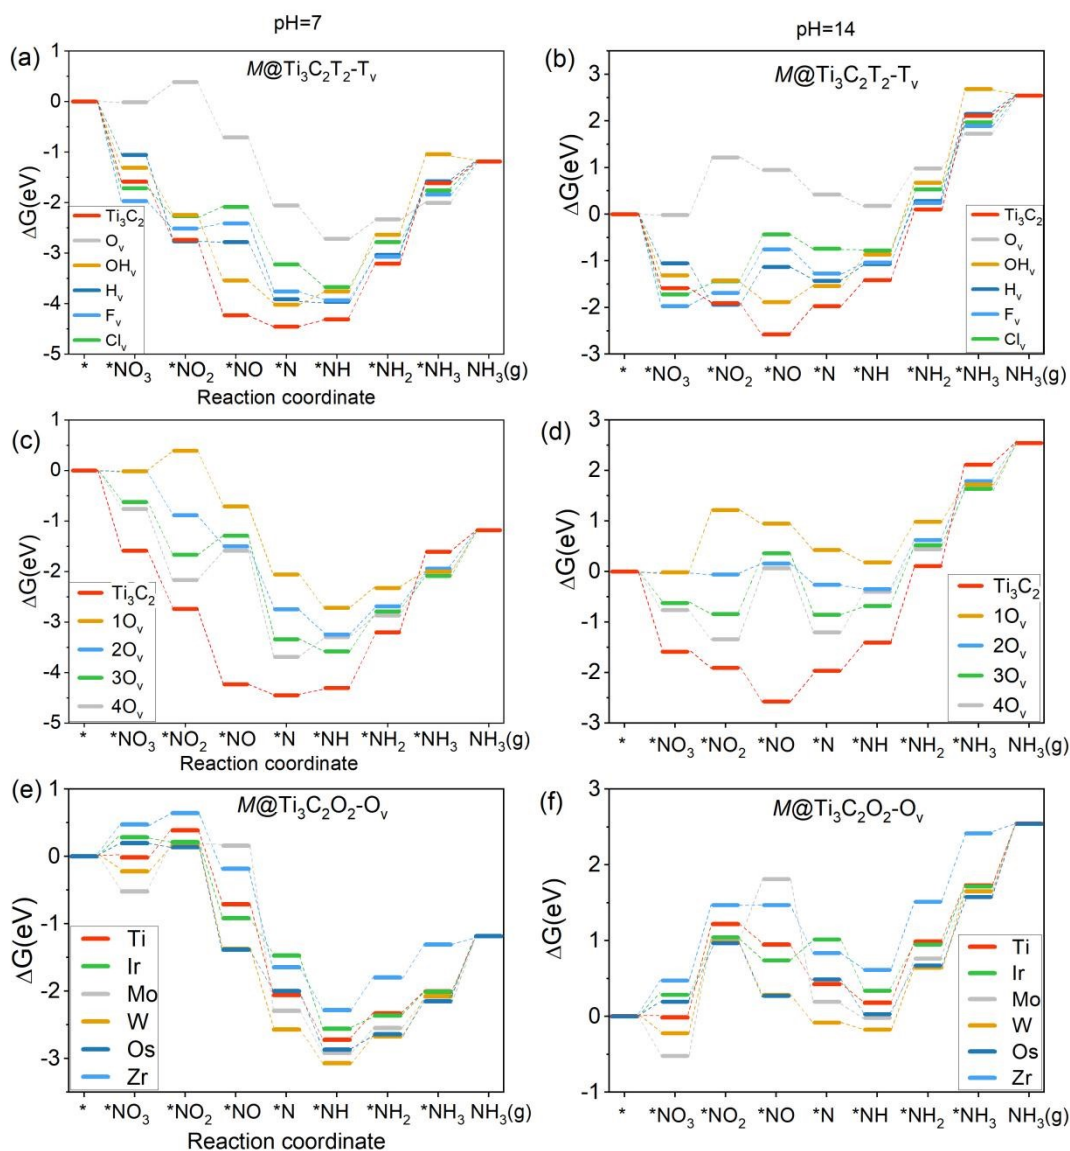 pH=7
pH=14
(a)
M@Ti₃C₂T₂-Tᵥ
ΔG(eV)
1
0
-1
-2
-3
-4
-5
Ti₃C₂
Oᵥ
OHᵥ
Hᵥ
Fᵥ
Clᵥ
* *NO₃ *NO₂ *NO *N *NH *NH₂ *NH₃ NH₃(g)
Reaction coordinate
(b)
M@Ti₃C₂T₂-Tᵥ
ΔG(eV)
3
2
1
0
-1
-2
-3
Ti₃C₂
Oᵥ
OHᵥ
Hᵥ
Fᵥ
Clᵥ
* *NO₃ *NO₂ *NO *N *NH *NH₂ *NH₃ NH₃(g)
(c)
ΔG(eV)
1
0
-1
-2
-3
-4
-5
Ti₃C₂
1Oᵥ
2Oᵥ
3Oᵥ
4Oᵥ
* *NO₃ *NO₂ *NO *N *NH *NH₂ *NH₃ NH₃(g)
Reaction coordinate
(d)
ΔG(eV)
3
2
1
0
-1
-2
-3
Ti₃C₂
1Oᵥ
2Oᵥ
3Oᵥ
4Oᵥ
* *NO₃ *NO₂ *NO *N *NH *NH₂ *NH₃ NH₃(g)
(e)
M@Ti₃C₂O₂-Oᵥ
ΔG(eV)
1
0
-1
-2
-3
Ti
Ir
Mo
W
Os
Zr
* *NO₃ *NO₂ *NO *N *NH *NH₂ *NH₃ NH₃(g)
Reaction coordinate
(f)
M@Ti₃C₂O₂-Oᵥ
ΔG(eV)
3
2
1
0
-1
Ti
Ir
Mo
W
Os
Zr
* *NO₃ *NO₂ *NO *N *NH *NH₂ *NH₃ NH₃(g)